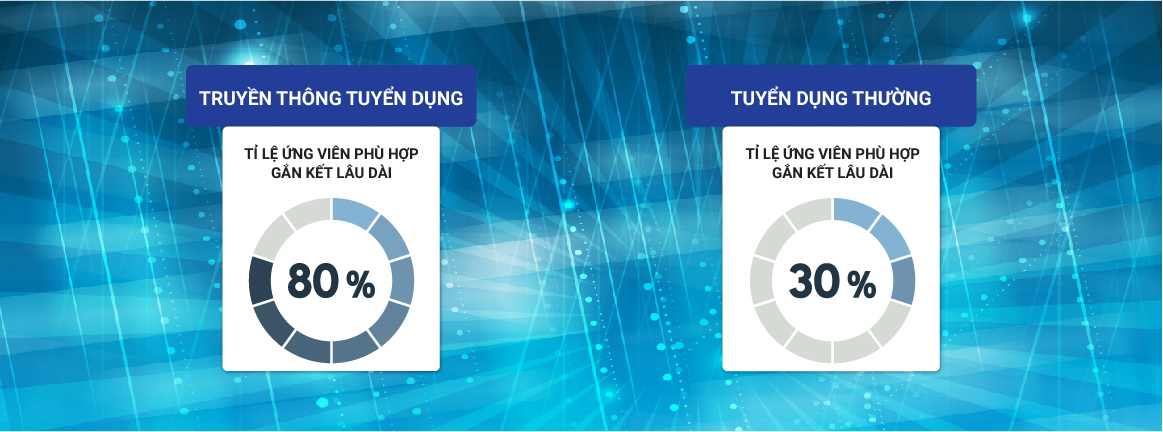 TRUYỀN THÔNG TUYỂN DỤNG
TỈ LỆ ỨNG VIÊN PHÙ HỢP
GẮN KẾT LÂU DÀI
80 %
TUYỂN DỤNG THƯỜNG
TỈ LỆ ỨNG VIÊN PHÙ HỢP
GẮN KẾT LÂU DÀI
30 %